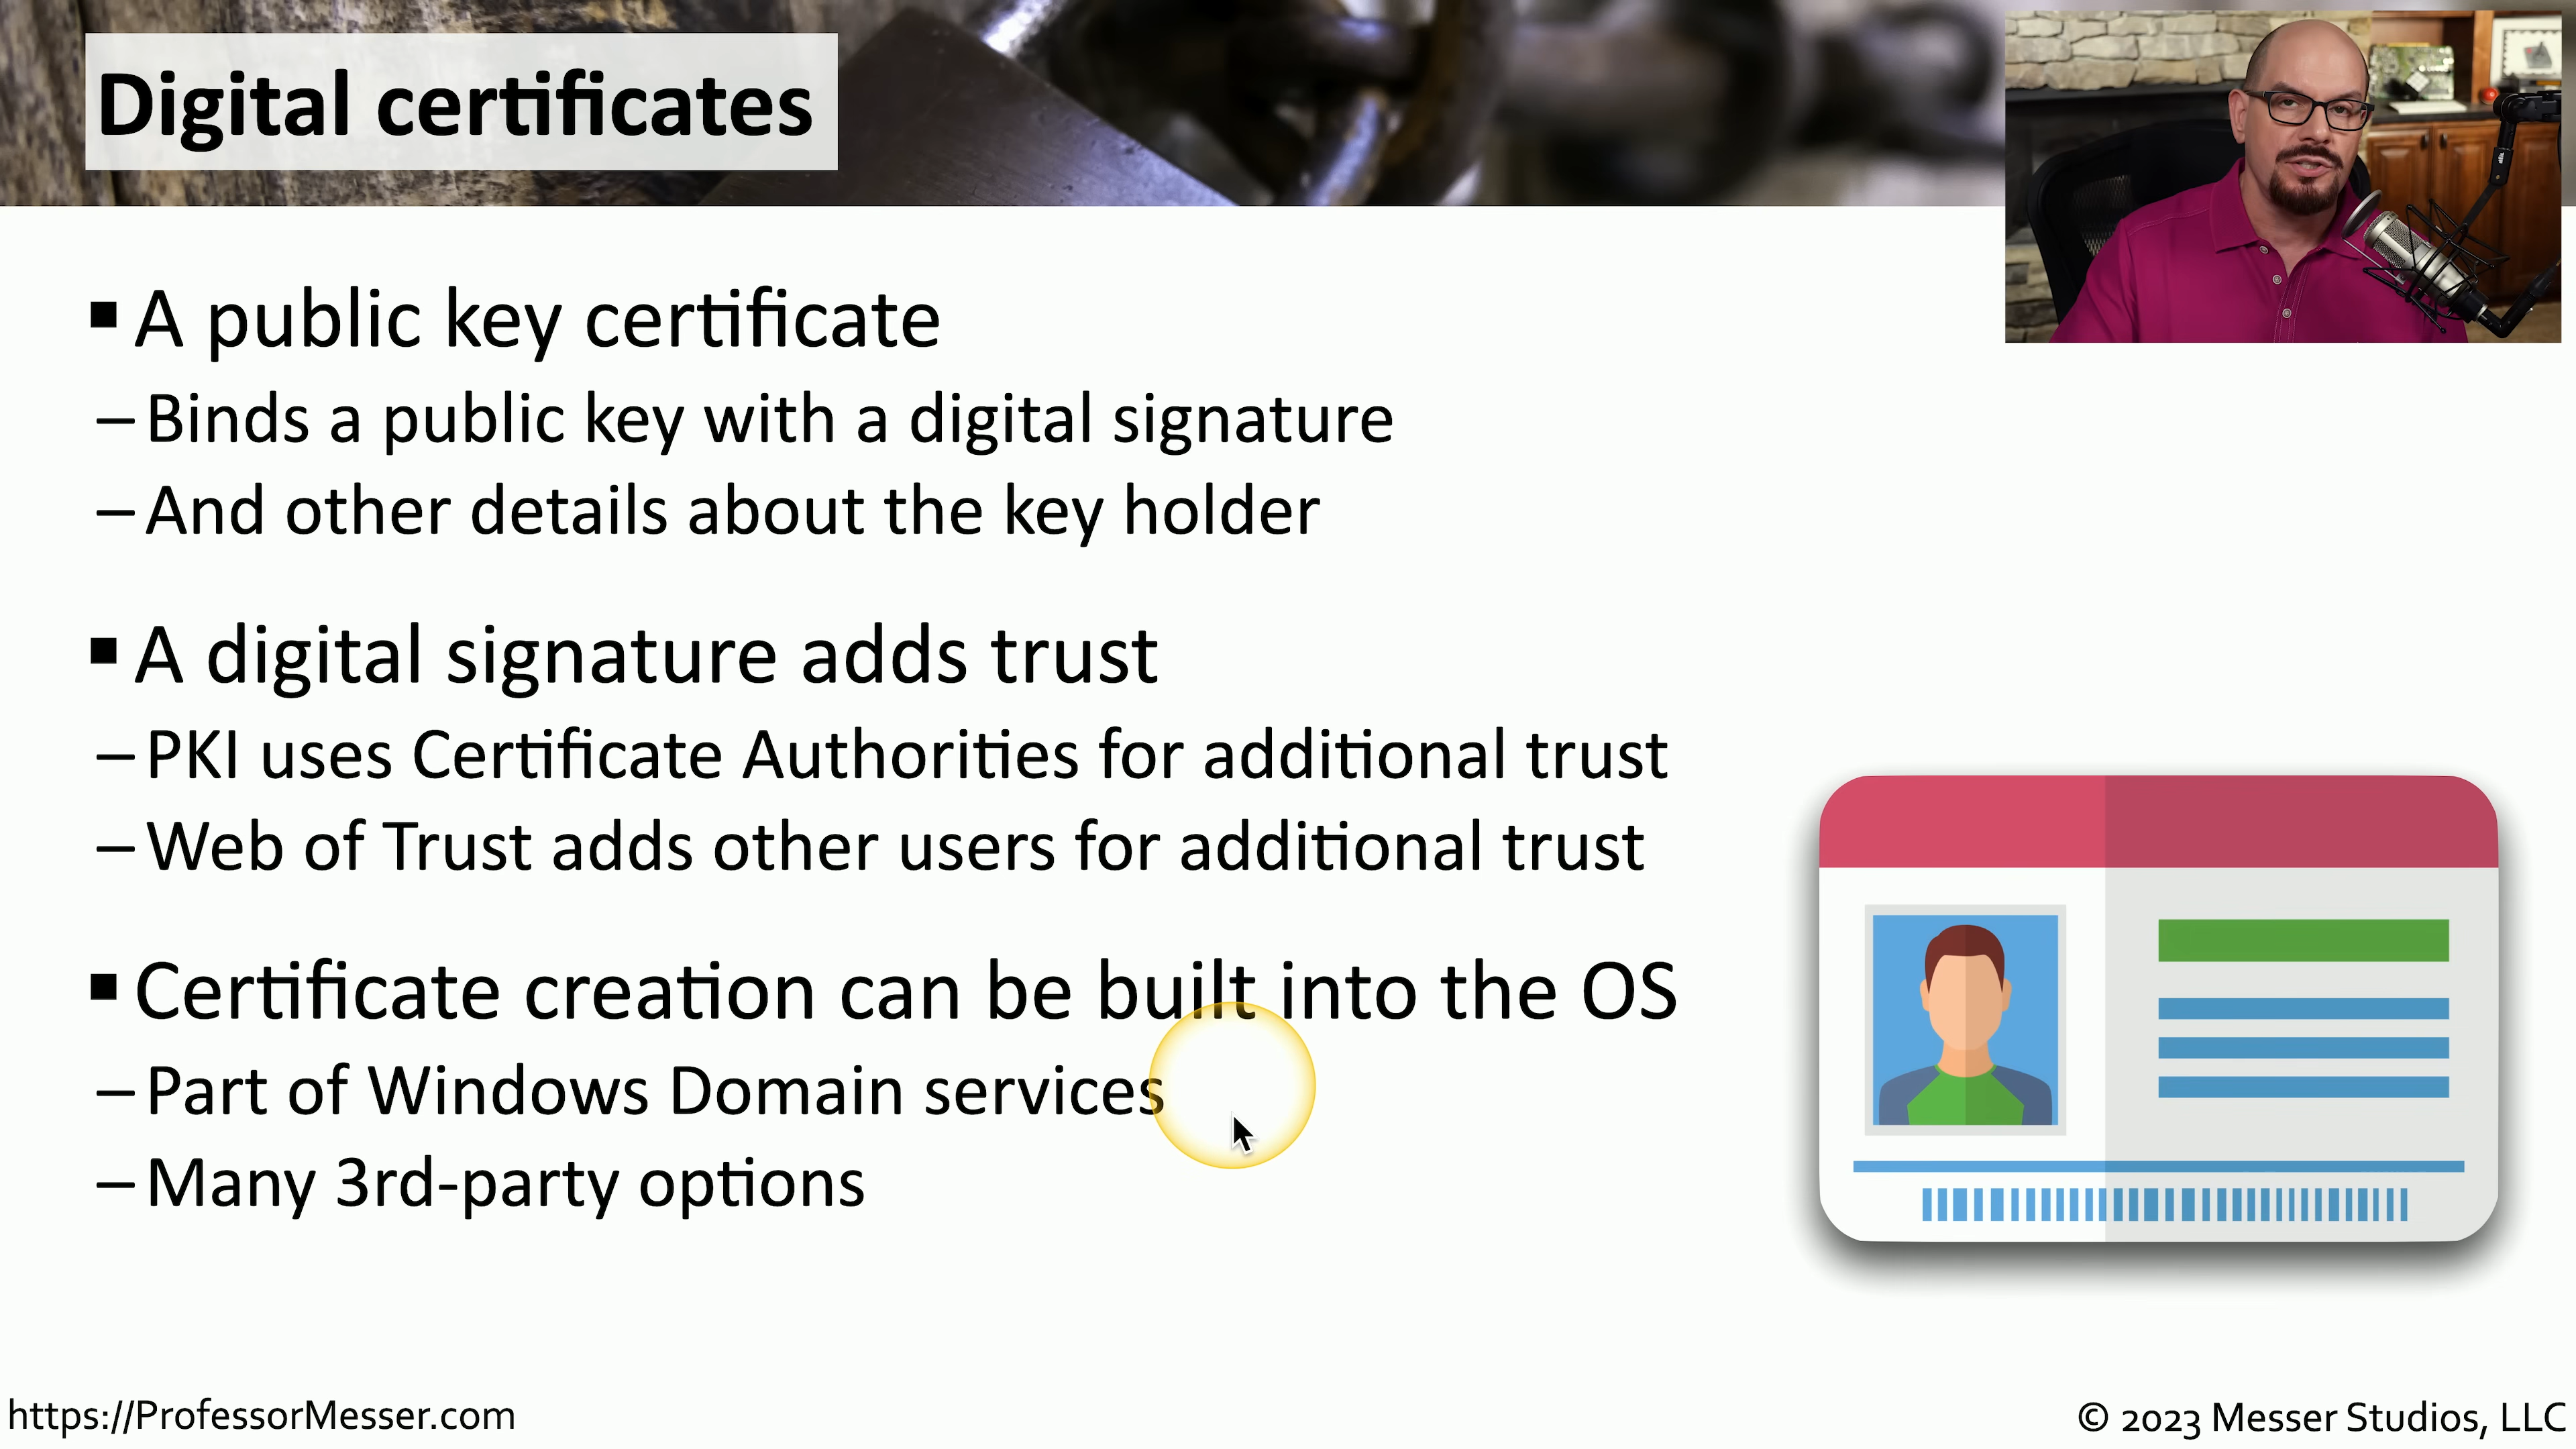 Digital certificates
▪ A public key certificate
– Binds a public key with a digital signature
– And other details about the key holder
▪ A digital signature adds trust
– PKI uses Certificate Authorities for additional trust
– Web of Trust adds other users for additional trust
▪ Certificate creation can be built into the OS
– Part of Windows Domain services
– Many 3rd-party options
https://ProfessorMesser.com
© 2023 Messer Studios, LLC